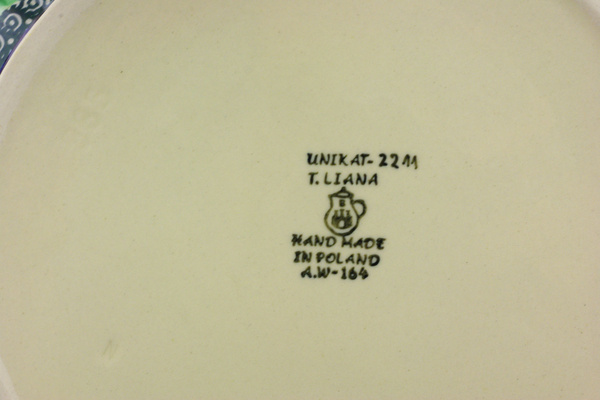 UNIKAT-2211
T. LIANA
HAND MADE
IN POLAND
A.W-164